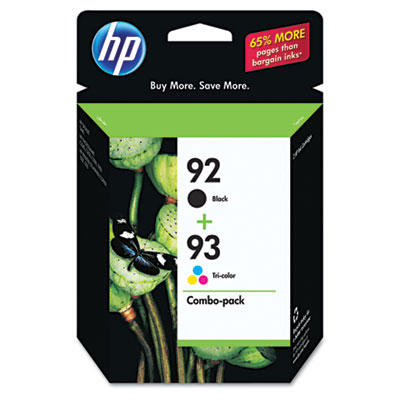 hp
65% MORE
pages than
bargain inks*
Buy More. Save More.
92
Black
+
93
Tri-color
Combo-pack